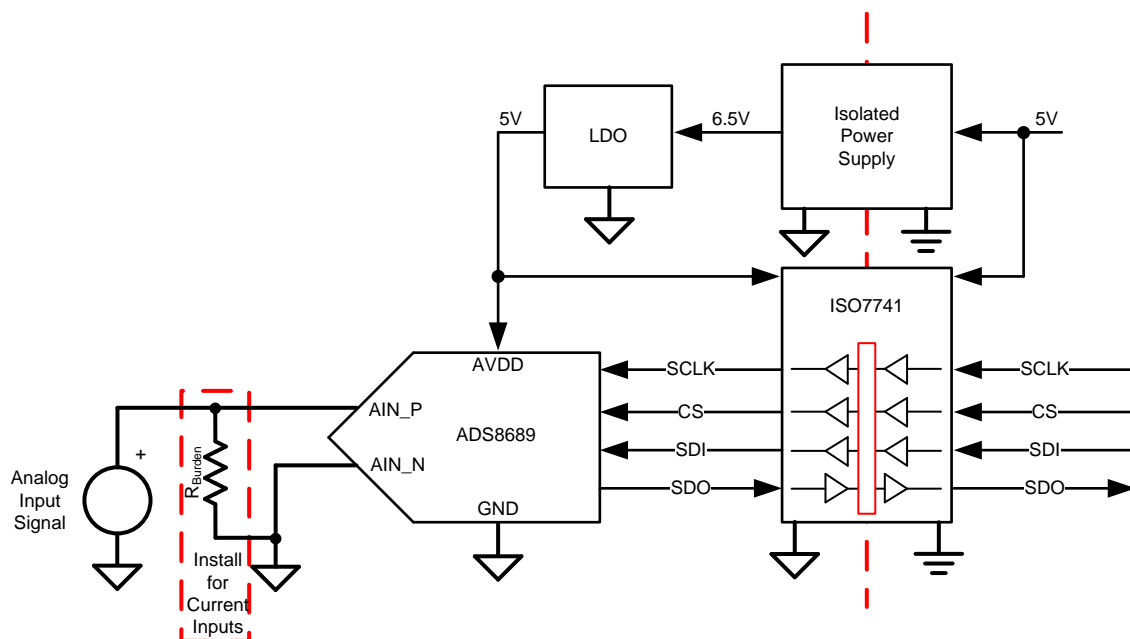 5V
LDO
6.5V
Isolated
Power
Supply
5V
ISO7741
AVDD
AIN_P
ADS8689
AIN_N
GND
SCLK
CS
SDI
SDO
SCLK
CS
SDI
SDO
+
Analog
Input
Signal
RBurden
Install
for
Current
Inputs